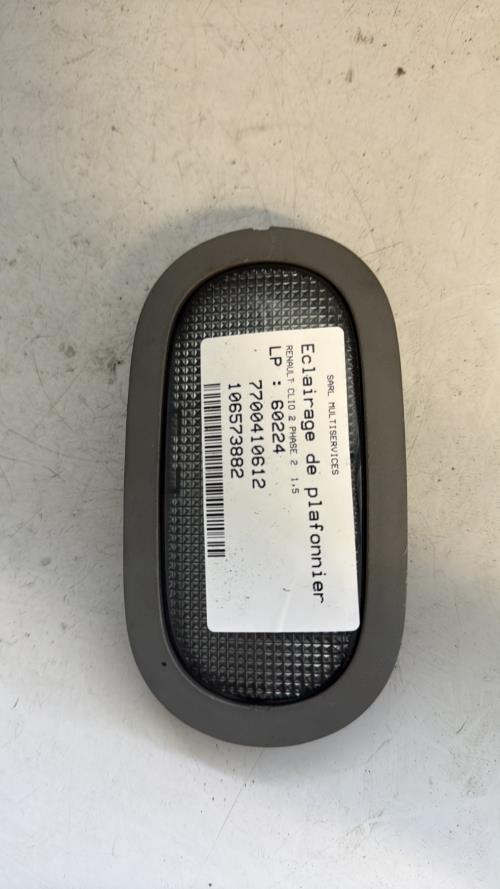 SARL MULTISERVICES
Eclairage de plafonnier
RENAULT CLIO 2 PHASE 2 1,5
LP : 60224
7700410612
106573882